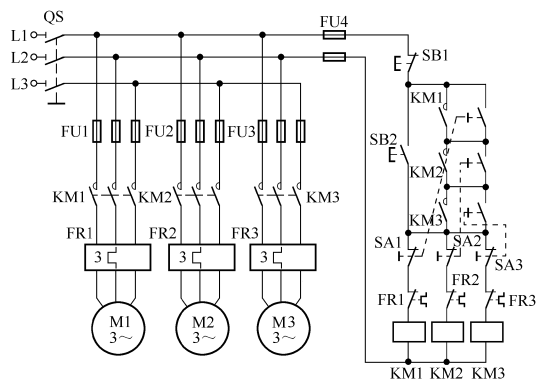 QS
L1
L2
L3
FU4
SB1
KM1
SB2
KM2
KM3
FU1
FU2
FU3
KM1
KM2
KM3
FR1
FR2
FR3
3
3
3
M1
3~
M2
3~
M3
3~
SA1
SA2
SA3
FR1
FR2
FR3
KM1
KM2
KM3